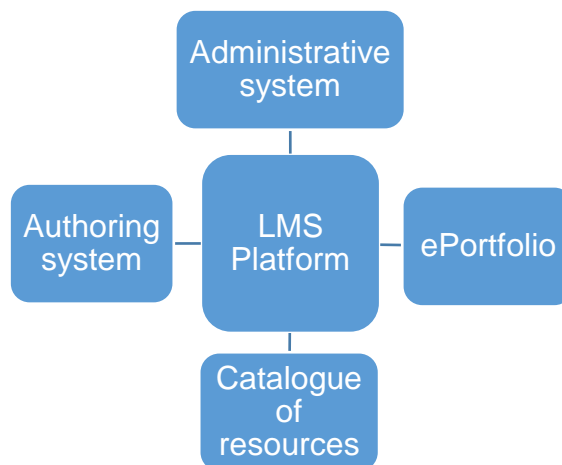 Administrative
system
Authoring
system
LMS
Platform
ePortfolio
Catalogue
of
resources